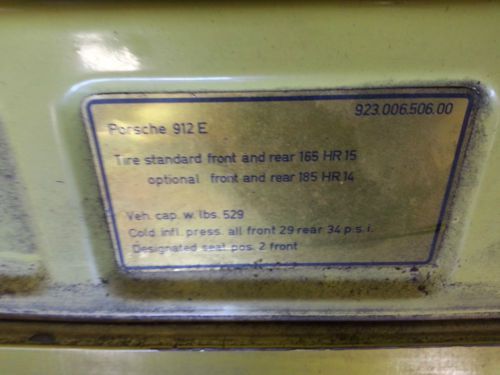 923.006.506.00
Porsche 912 E
Tire standard front and rear 165 HR 15
optional front and rear 185 HR 14
Veh. cap. w. lbs. 529
Cold infl. press. all front 29 rear 34 p.s.i.
Designated seat pos. 2 front